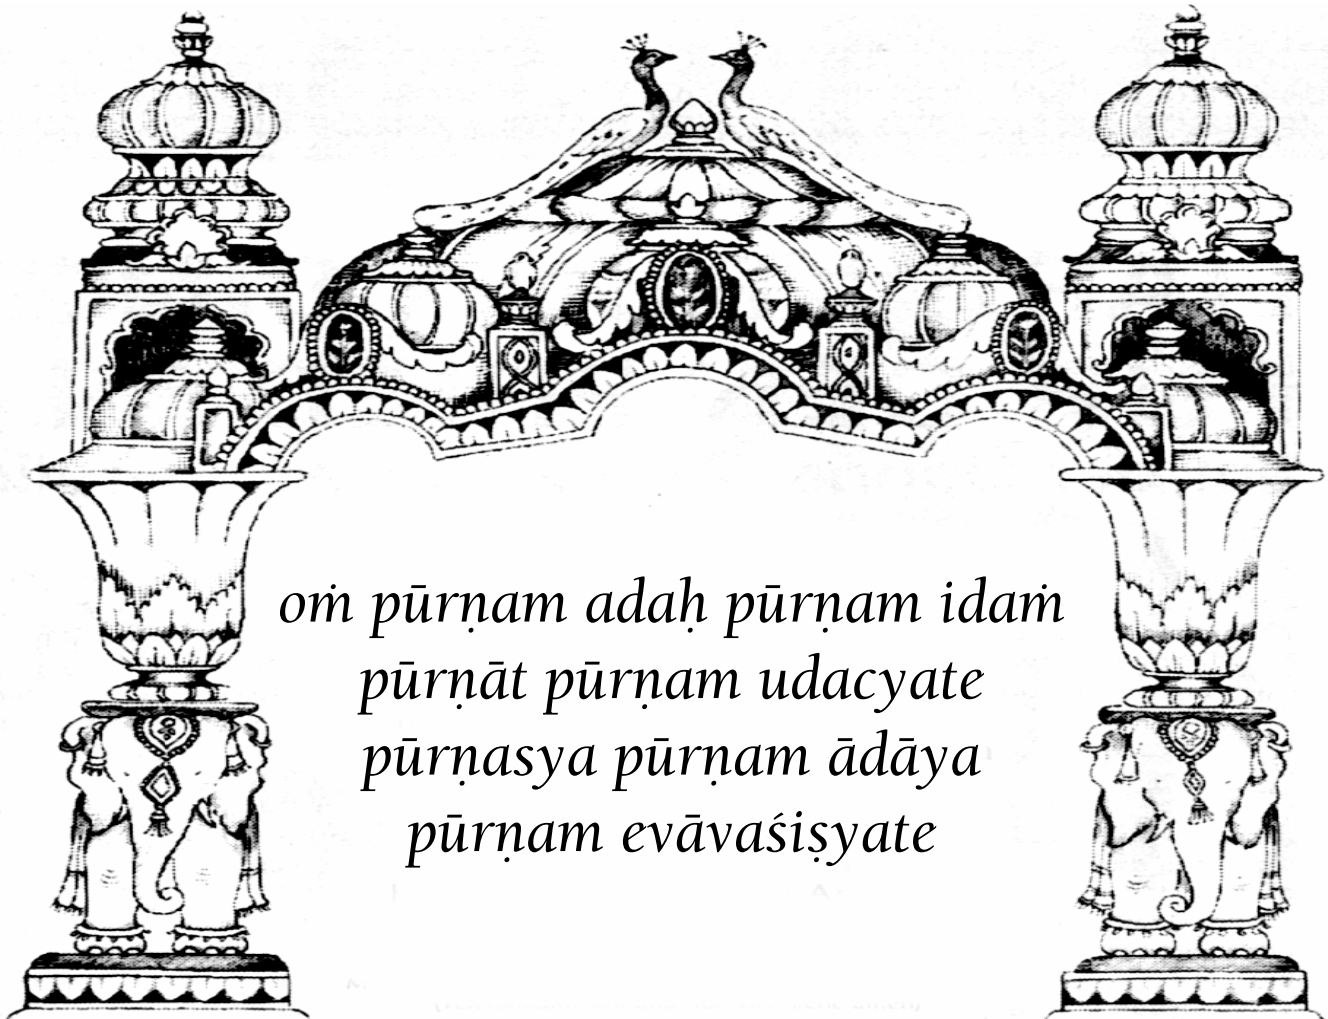 oṁ pūrṇam adaḥ pūrṇam idaṁ
pūrṇāt pūrṇam udacyate
pūrṇasya pūrṇam ādāya
pūrṇam evāvaśiṣyate